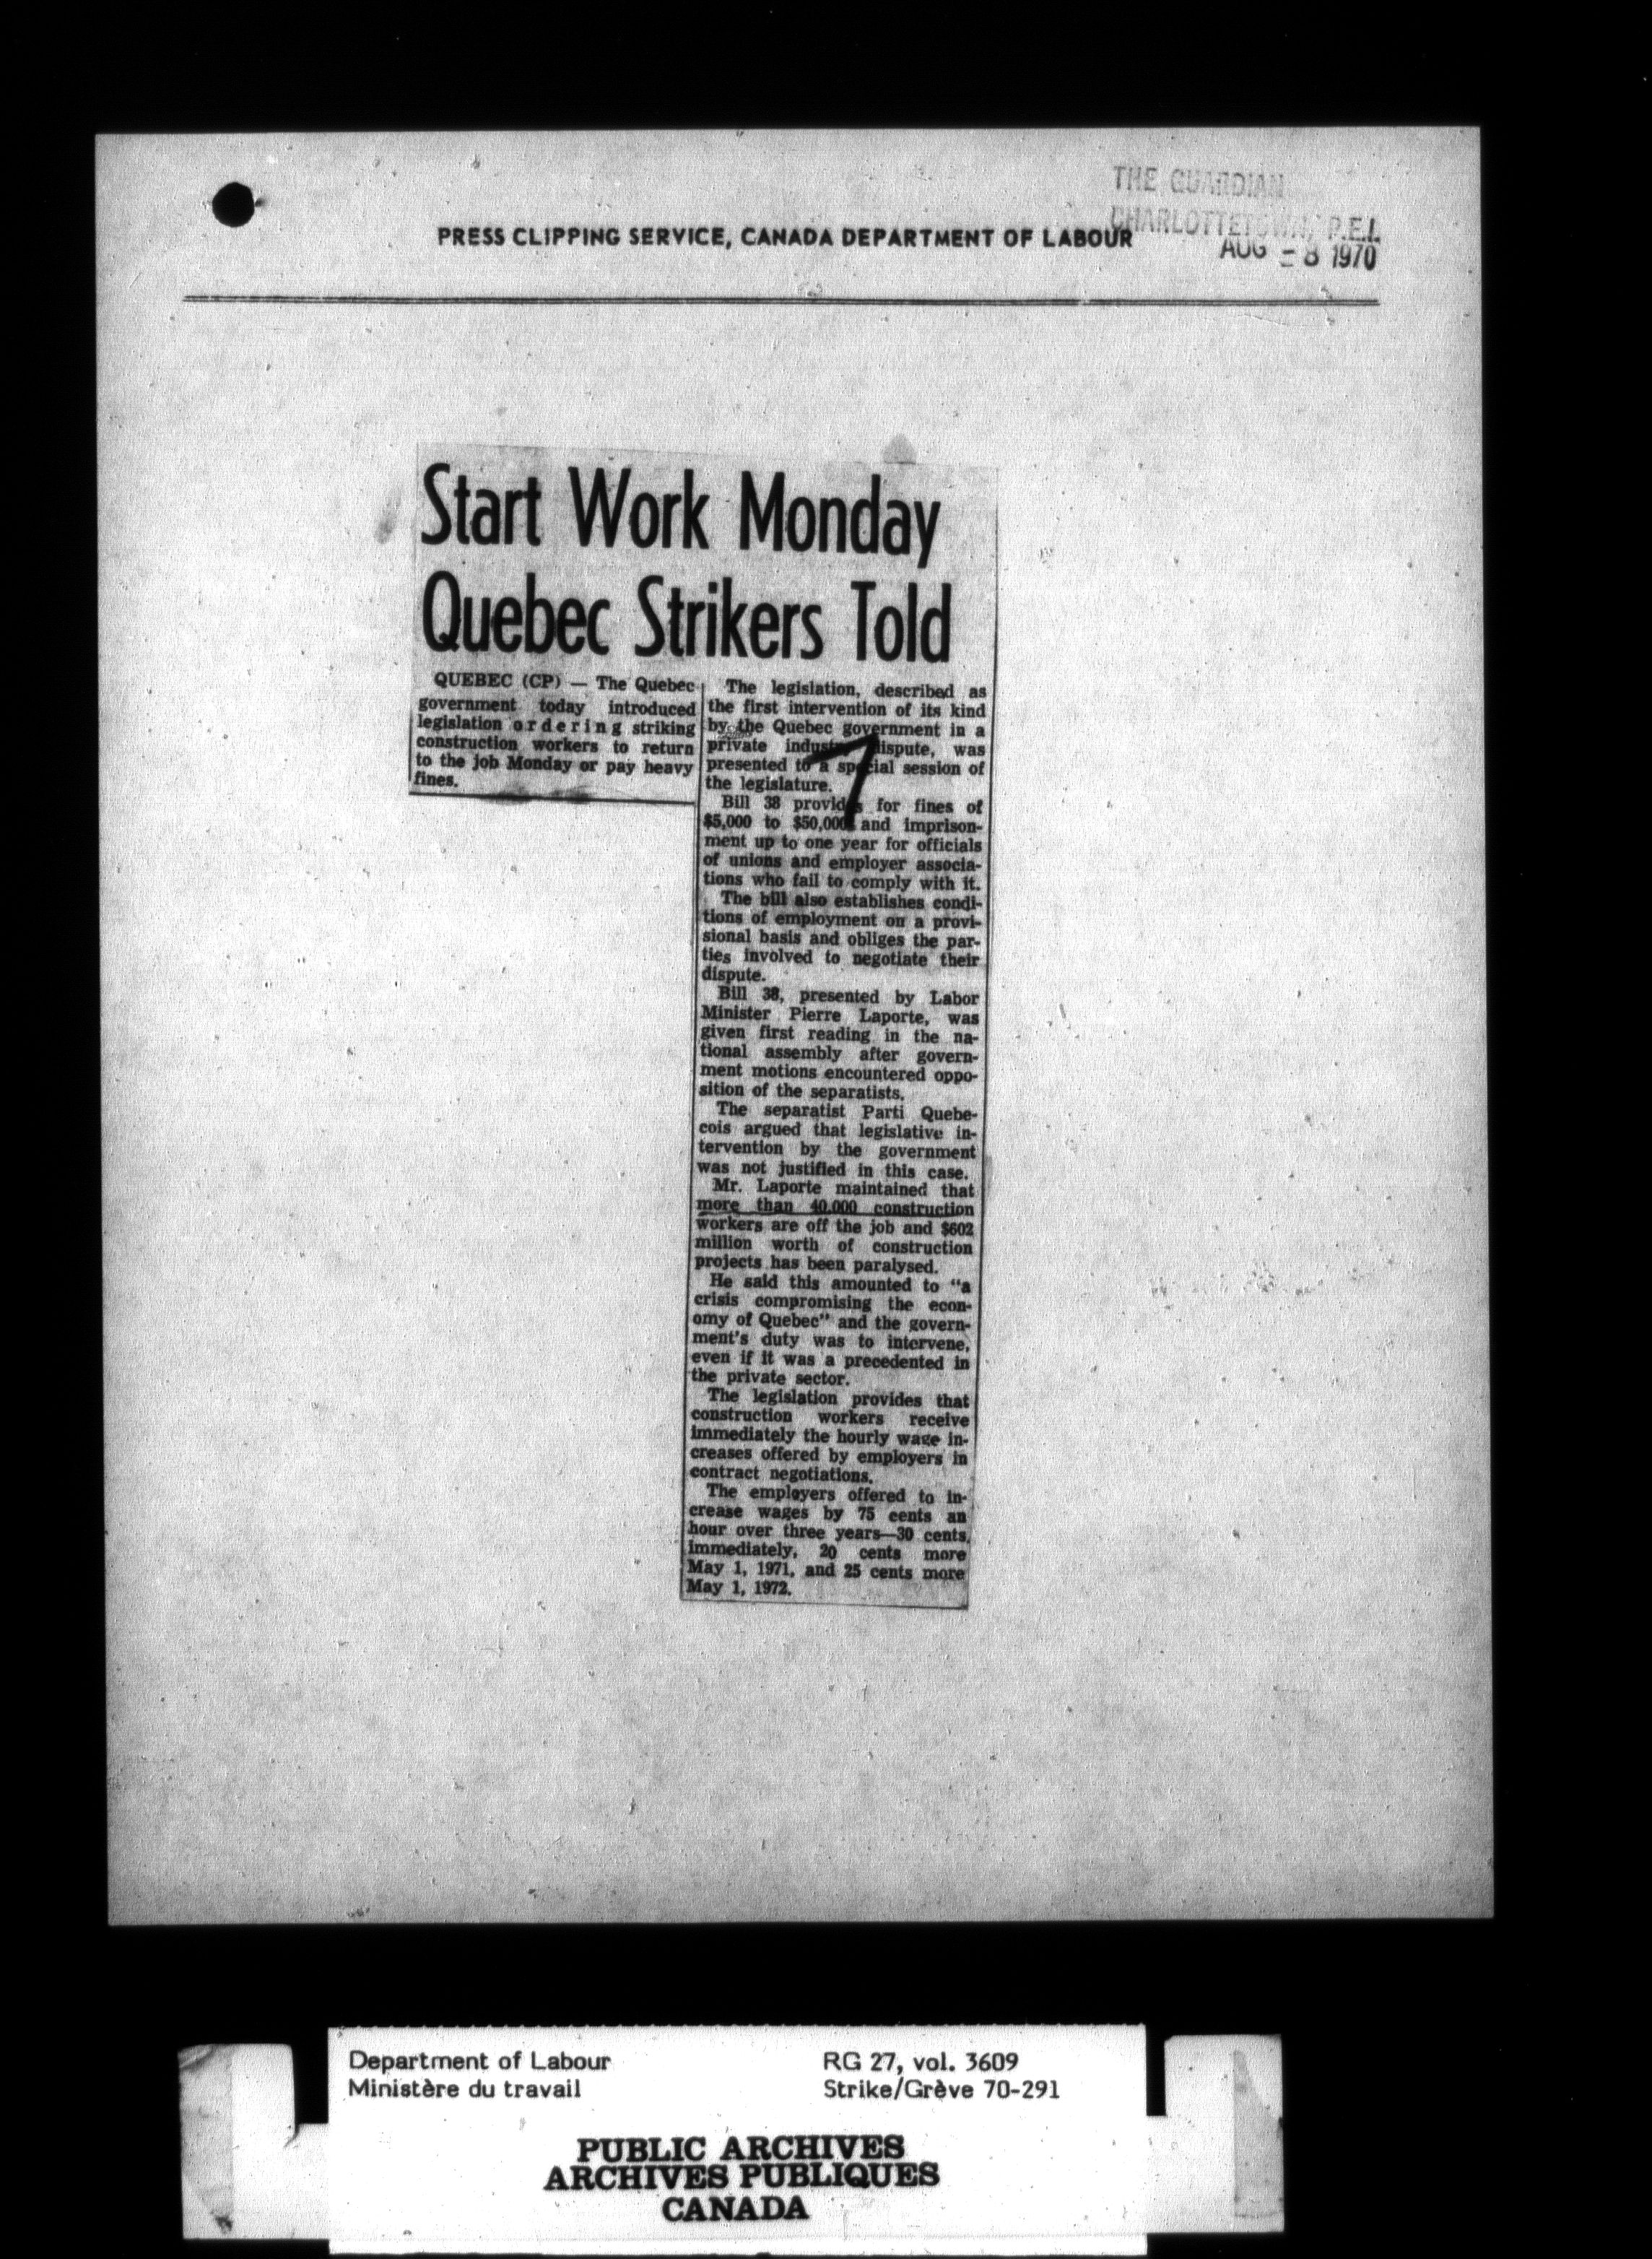 THE GUARDIAN
CHARLOTTETOWN, P.E.I.
PRESS CLIPPING SERVICE, CANADA DEPARTMENT OF LABOUR
AUG - 8 1970
Start Work Monday
Quebec Strikers Told
QUEBEC (CP) — The Quebec
government today introduced
legislation ordering striking
construction workers to return
to the job Monday or pay heavy
fines.
The legislation, described as
the first intervention of its kind
by the Quebec government in a
private industry dispute, was
presented to a special session of
the legislature.
Bill 38 provides for fines of
$5,000 to $50,000 and imprison-
ment up to one year for officials
of unions and employer associa-
tions who fail to comply with it.
The bill also establishes condi-
tions of employment on a provi-
sional basis and obliges the par-
ties involved to negotiate their
dispute.
Bill 38, presented by Labor
Minister Pierre Laporte, was
given first reading in the na-
tional assembly after govern-
ment motions encountered oppo-
sition of the separatists.
The separatist Parti Quebe-
cois argued that legislative in-
tervention by the government
was not justified in this case.
Mr. Laporte maintained that
more than 40,000 construction
workers are off the job and $602
million worth of construction
projects has been paralysed.
He said this amounted to "a
crisis compromising the econ-
omy of Quebec" and the govern-
ment's duty was to intervene,
even if it was a precedented in
the private sector.
The legislation provides that
construction workers receive
immediately the hourly wage in-
creases offered by employers in
contract negotiations.
The employers offered to in-
crease wages by 75 cents an
hour over three years—30 cents
immediately, 20 cents more
May 1, 1971, and 25 cents more
May 1, 1972.
7
Department of Labour
Ministère du travail
RG 27, vol. 3609
Strike/Grève 70-291
PUBLIC ARCHIVES
ARCHIVES PUBLIQUES
CANADA